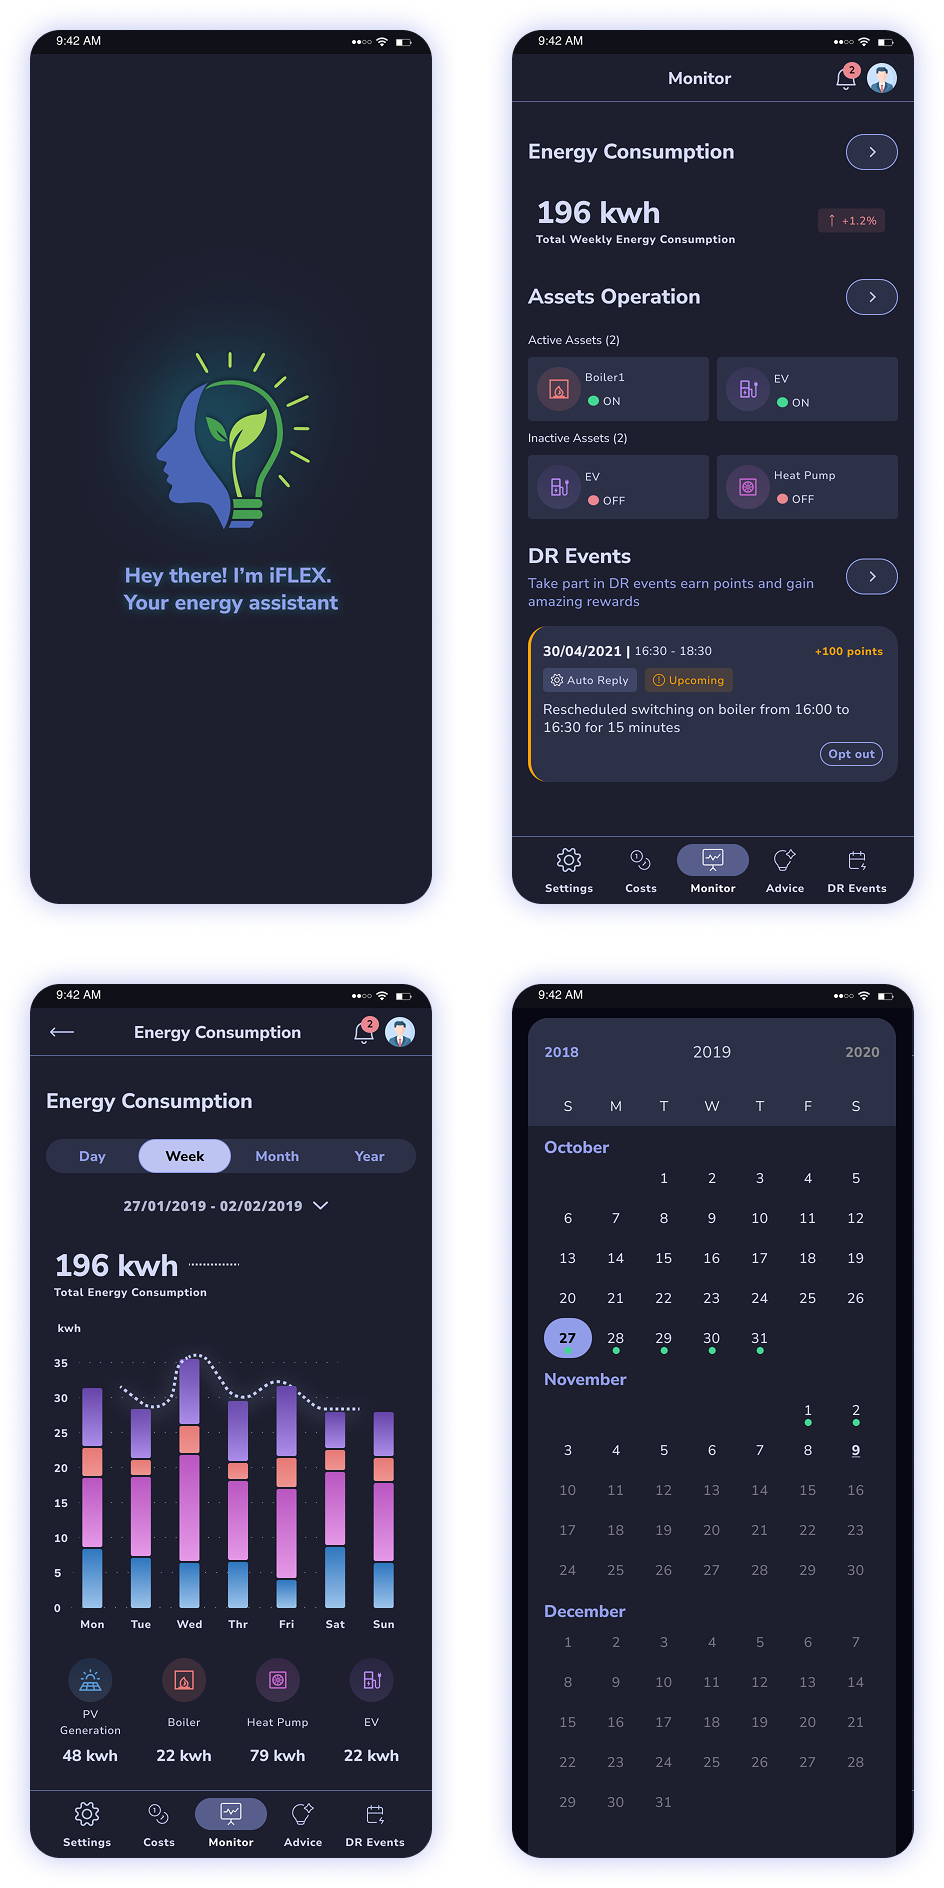 9:42 AM
Hey there! I'm iFLEX.
Your energy assistant
9:42 AM
Monitor
2
Energy Consumption
196 kwh
Total Weekly Energy Consumption
↑ +1.2%
Assets Operation
Active Assets (2)
Boiler1
ON
EV
ON
Inactive Assets (2)
EV
OFF
Heat Pump
OFF
DR Events
Take part in DR events earn points and gain
amazing rewards
30/04/2021 | 16:30 - 18:30
+100 points
Auto Reply
Upcoming
Rescheduled switching on boiler from 16:00 to
16:30 for 15 minutes
Opt out
Settings Costs Monitor Advice DR Events
9:42 AM
Energy Consumption
2
Energy Consumption
Day Week Month Year
27/01/2019 - 02/02/2019
196 kwh
Total Energy Consumption
kwh
35
30
25
20
15
10
5
0
Mon Tue Wed Thr Fri Sat Sun
PV
Generation
Boiler
Heat Pump
EV
48 kwh 22 kwh 79 kwh 22 kwh
Settings Costs Monitor Advice DR Events
9:42 AM
2018 2019 2020
S M T W T F S
October
1 2 3 4 5
6 7 8 9 10 11 12
13 14 15 16 17 18 19
20 21 22 23 24 25 26
27 28 29 30 31
November
1 2
3 4 5 6 7 8 9
10 11 12 13 14 15 16
17 18 19 20 21 22 23
24 25 26 27 28 29 30
December
1 2 3 4 5 6 7
8 9 10 11 12 13 14
15 16 17 18 19 20 21
22 23 24 25 26 27 28
29 30 31